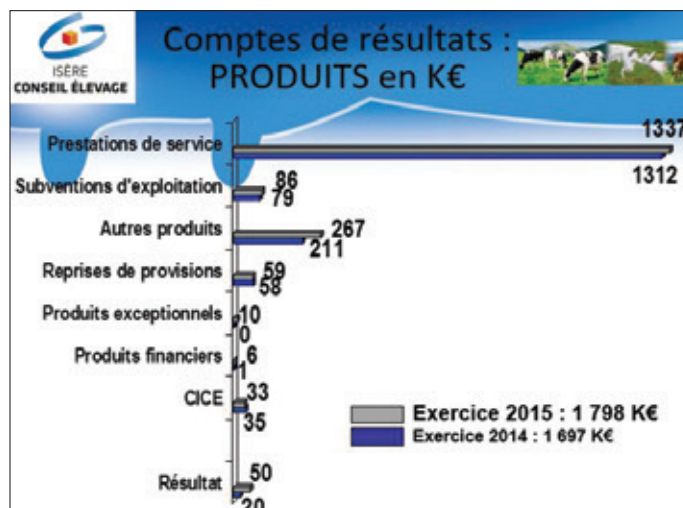 ISÈRE
CONSEIL ÉLEVAGE
Comptes de résultats :
PRODUITS en K€
Prestations de service
1337
1312
Subventions d'exploitation
86
79
Autres produits
267
211
Reprises de provisions
59
58
Produits exceptionnels
10
0
Produits financiers
6
1
CICE
33
35
Exercice 2015 : 1 798 K€
Exercice 2014 : 1 697 K€
Résultat
50